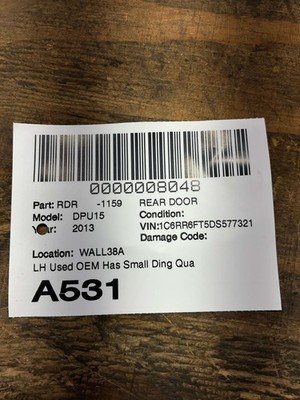 0000008048
Part: RDR -1159 REAR DOOR
Model: DPU15 Condition:
Year: 2013 VIN:1C6RR6FT5DS577321
Damage Code:
Location: WALL38A
LH Used OEM Has Small Ding Qua
A531